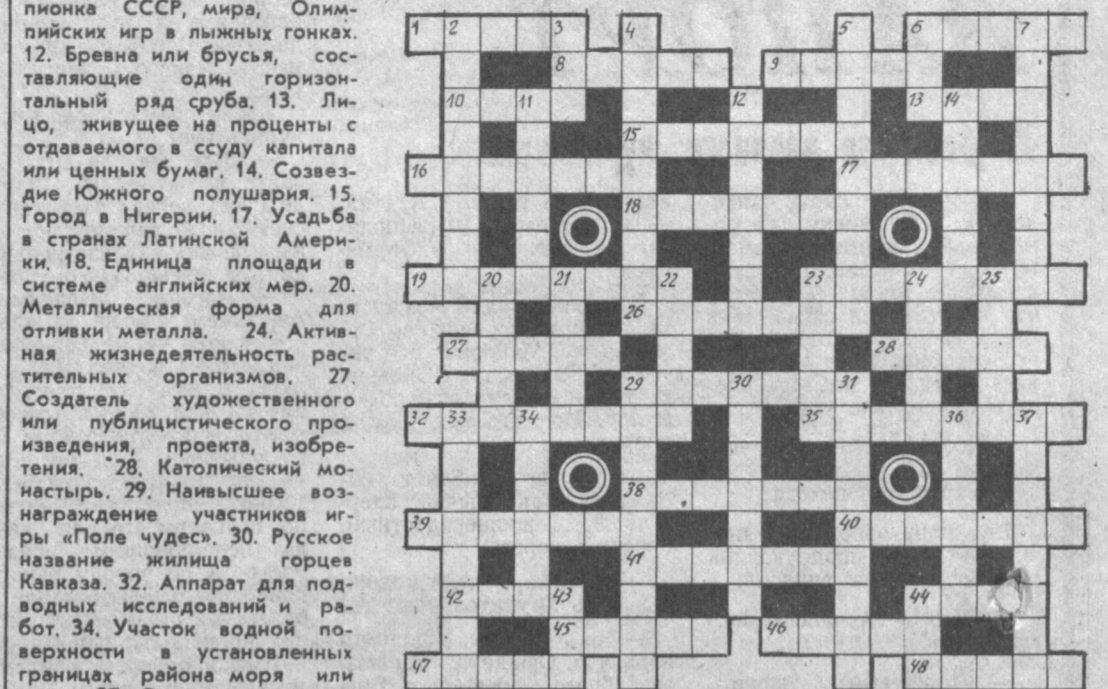 пионка СССР, мира, Олим-
пийских игр в лыжных гонках.
12. Бревна или брусья, сос-
тавляющие один горизон-
тальный ряд сруба. 13. Ли-
цо, живущее на проценты с
отдаваемого в ссуду капитала
или ценных бумаг. 14. Созвез-
дие Южного полушария. 15.
Город в Нигерии. 17. Усадьба
в странах Латинской Амери-
ки. 18. Единица площади в
системе английских мер. 20.
Металлическая форма для
отливки металла. 24. Актив-
ная жизнедеятельность рас-
тительных организмов. 27.
Создатель художественного
или публицистического про-
изведения, проекта, изобре-
тения. 28. Католический мо-
настырь. 29. Наивысшее воз-
награждение участников иг-
ры «Поле чудес». 30. Русское
название жилища горцев
Кавказа. 32. Аппарат для под-
водных исследований и ра-
бот. 34. Участок водной по-
верхности в установленных
границах района моря или
1 2 3 4 5 6 7
8 9
10 11 12 13 14
15
16 17
18
19 20 21 22 23 24 25
26
27 28
29 30 31
32 33 34 35 36 37
38
39 40
41
42 43 44
45 46
47 48